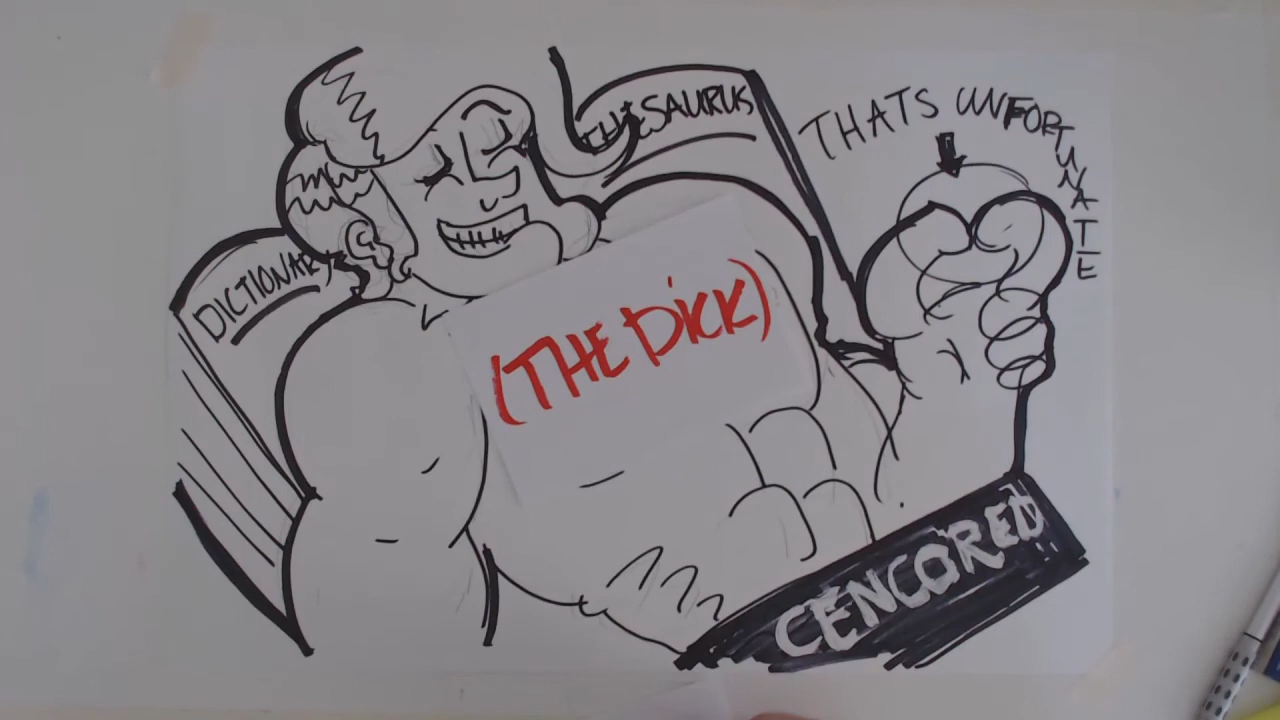 THESAURUS
THATS UNFORTUNATE
DICTIONARY
(THE DICK)
CENCORED